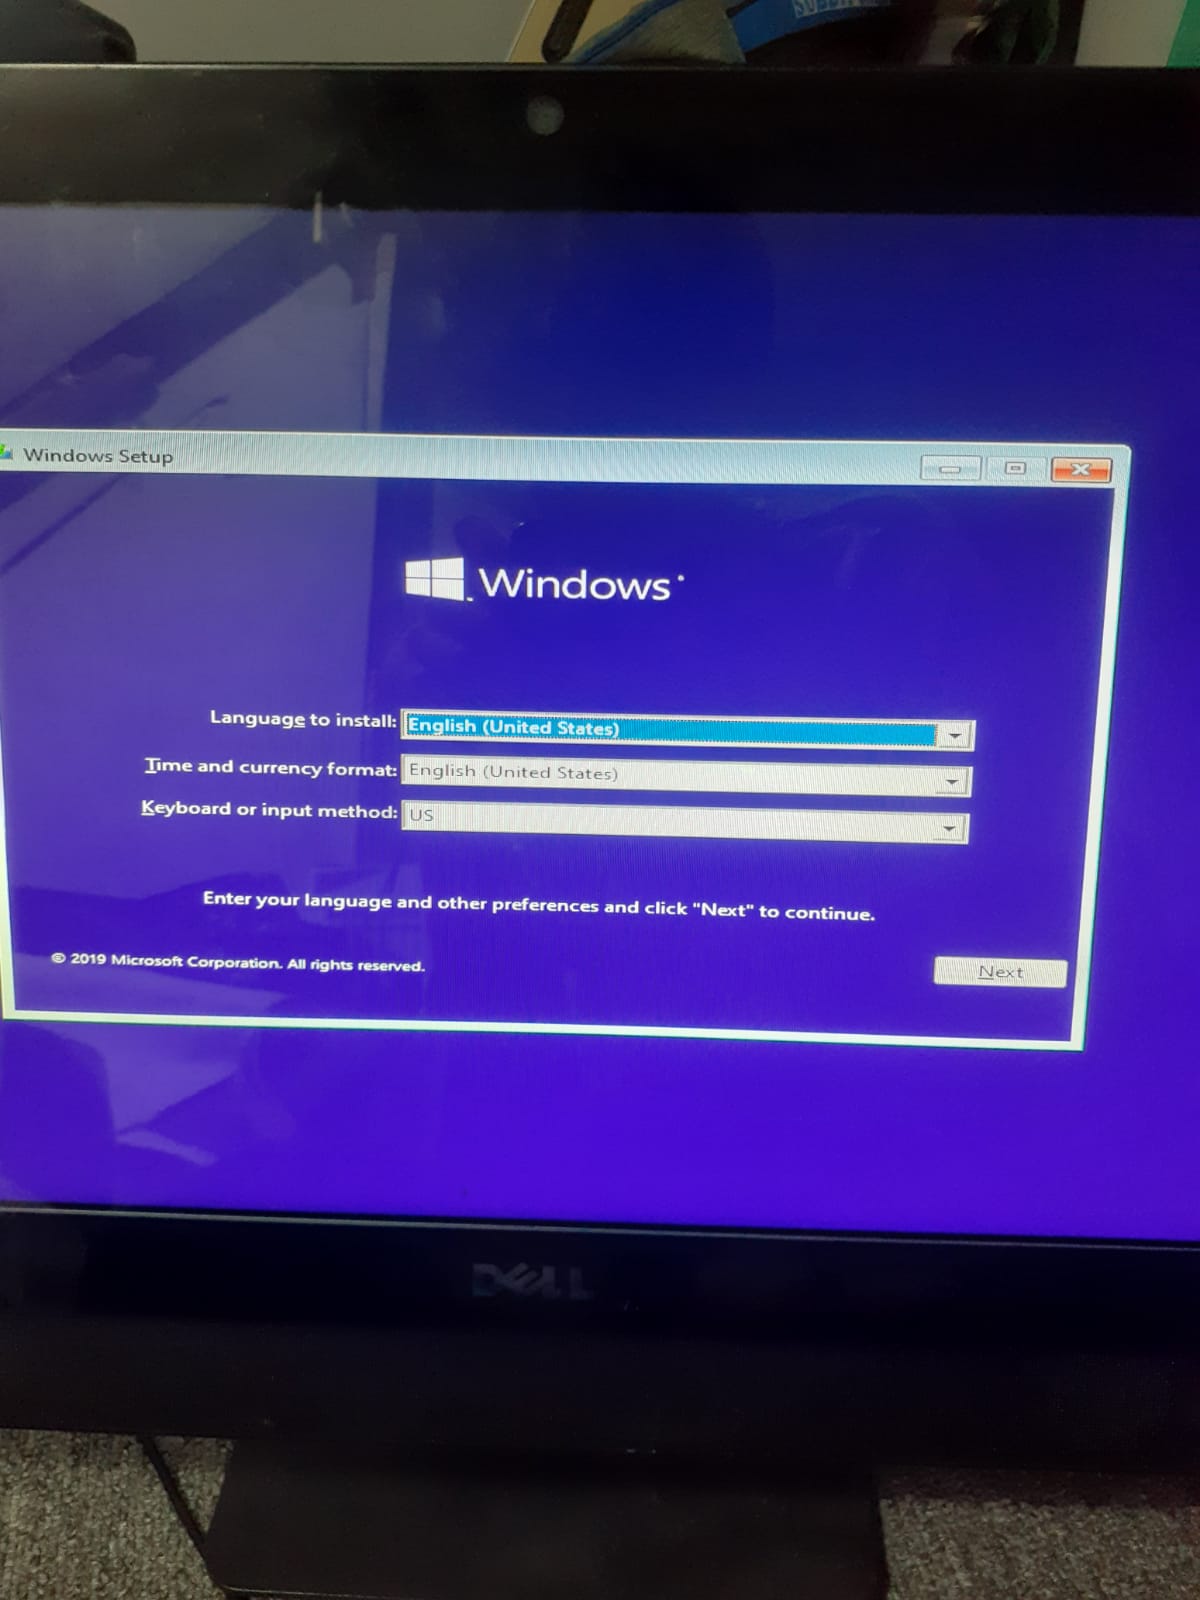 Windows Setup
Windows
Language to install: English (United States)
Time and currency format: English (United States)
Keyboard or input method: US
Enter your language and other preferences and click "Next" to continue.
© 2019 Microsoft Corporation. All rights reserved.
Next
DELL